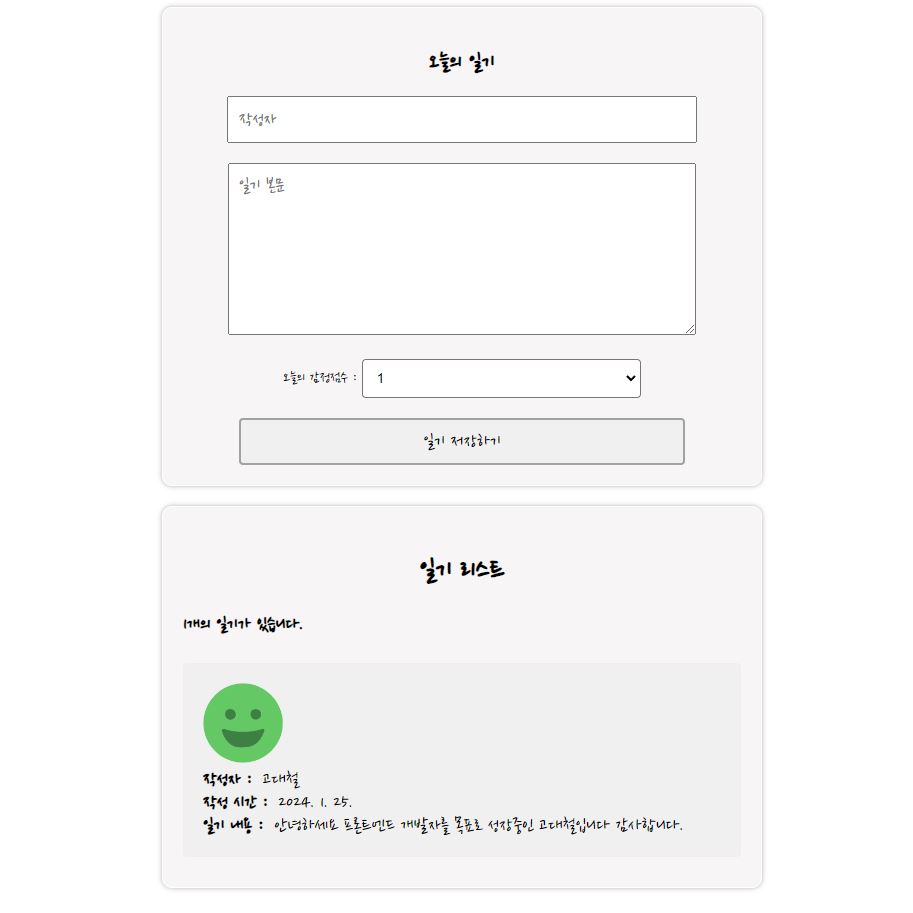 오늘의 일기
작성자
일기 본문
오늘의 감정점수 : 1
일기 저장하기
일기 리스트
1개의 일기가 있습니다.
작성자 : 고대철
작성 시간 : 2024. 1. 25.
일기 내용 : 안녕하세요 프론트엔드 개발자를 목표로 성장중인 고대철입니다 감사합니다.